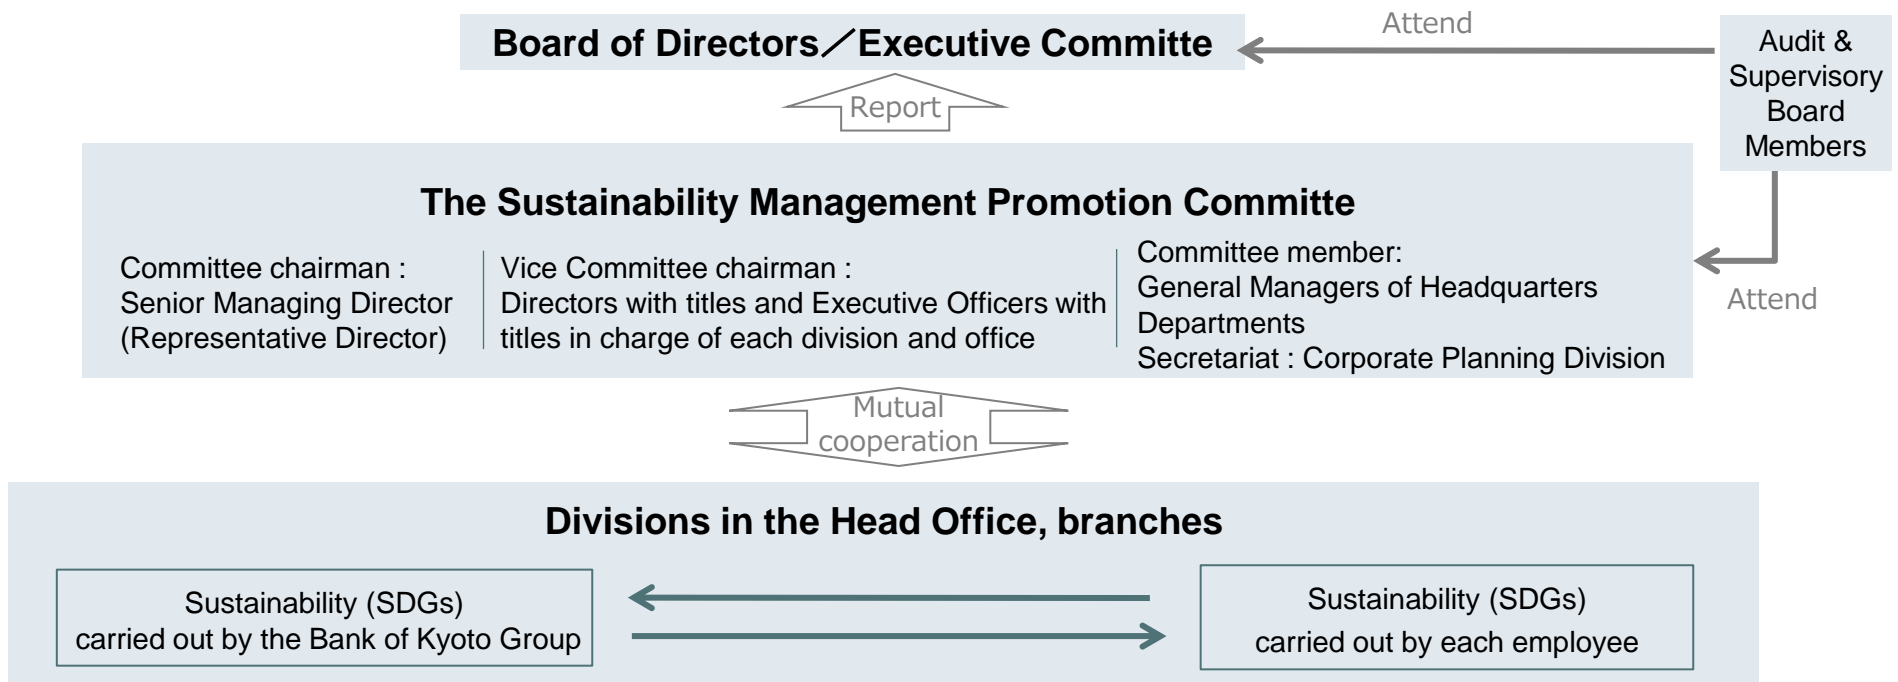 Board of Directors／Executive Committe
Attend
Audit &
Supervisory
Board
Members
Report
The Sustainability Management Promotion Committe
Committee chairman :
Senior Managing Director
(Representative Director)
Vice Committee chairman :
Directors with titles and Executive Officers with
titles in charge of each division and office
Committee member:
General Managers of Headquarters
Departments
Secretariat : Corporate Planning Division
Attend
Mutual
cooperation
Divisions in the Head Office, branches
Sustainability (SDGs)
carried out by the Bank of Kyoto Group
Sustainability (SDGs)
carried out by each employee